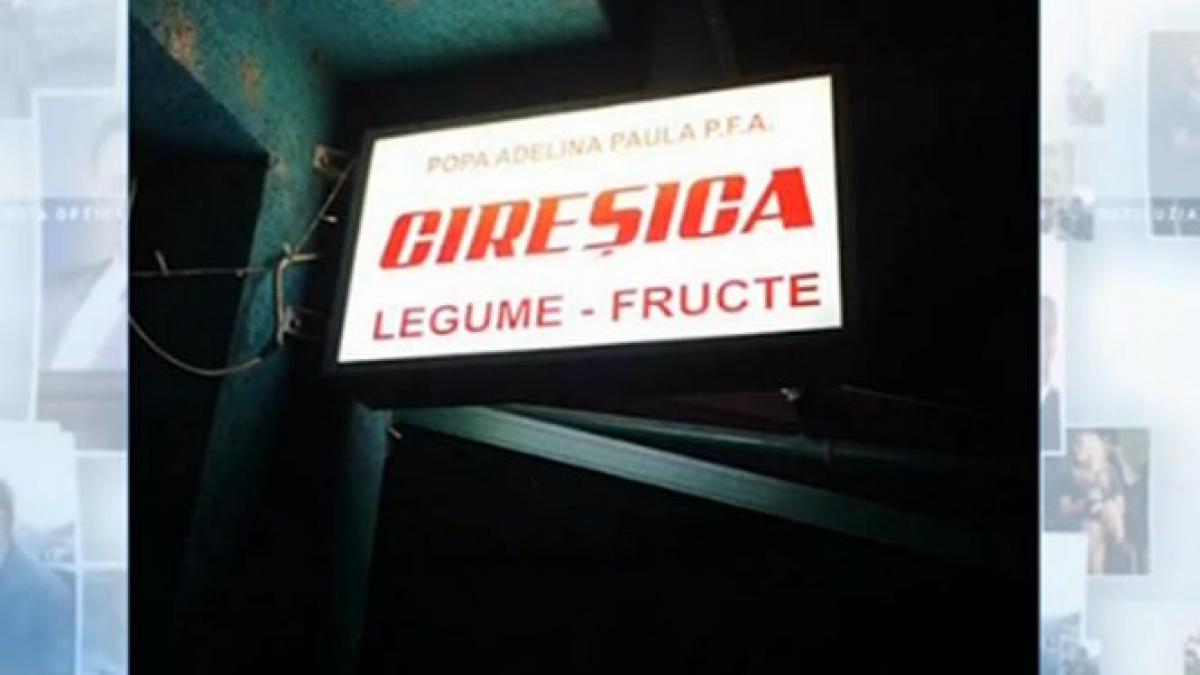 POPA ADELINA PAULA P.F.A.
CIREȘICA
LEGUME - FRUCTE